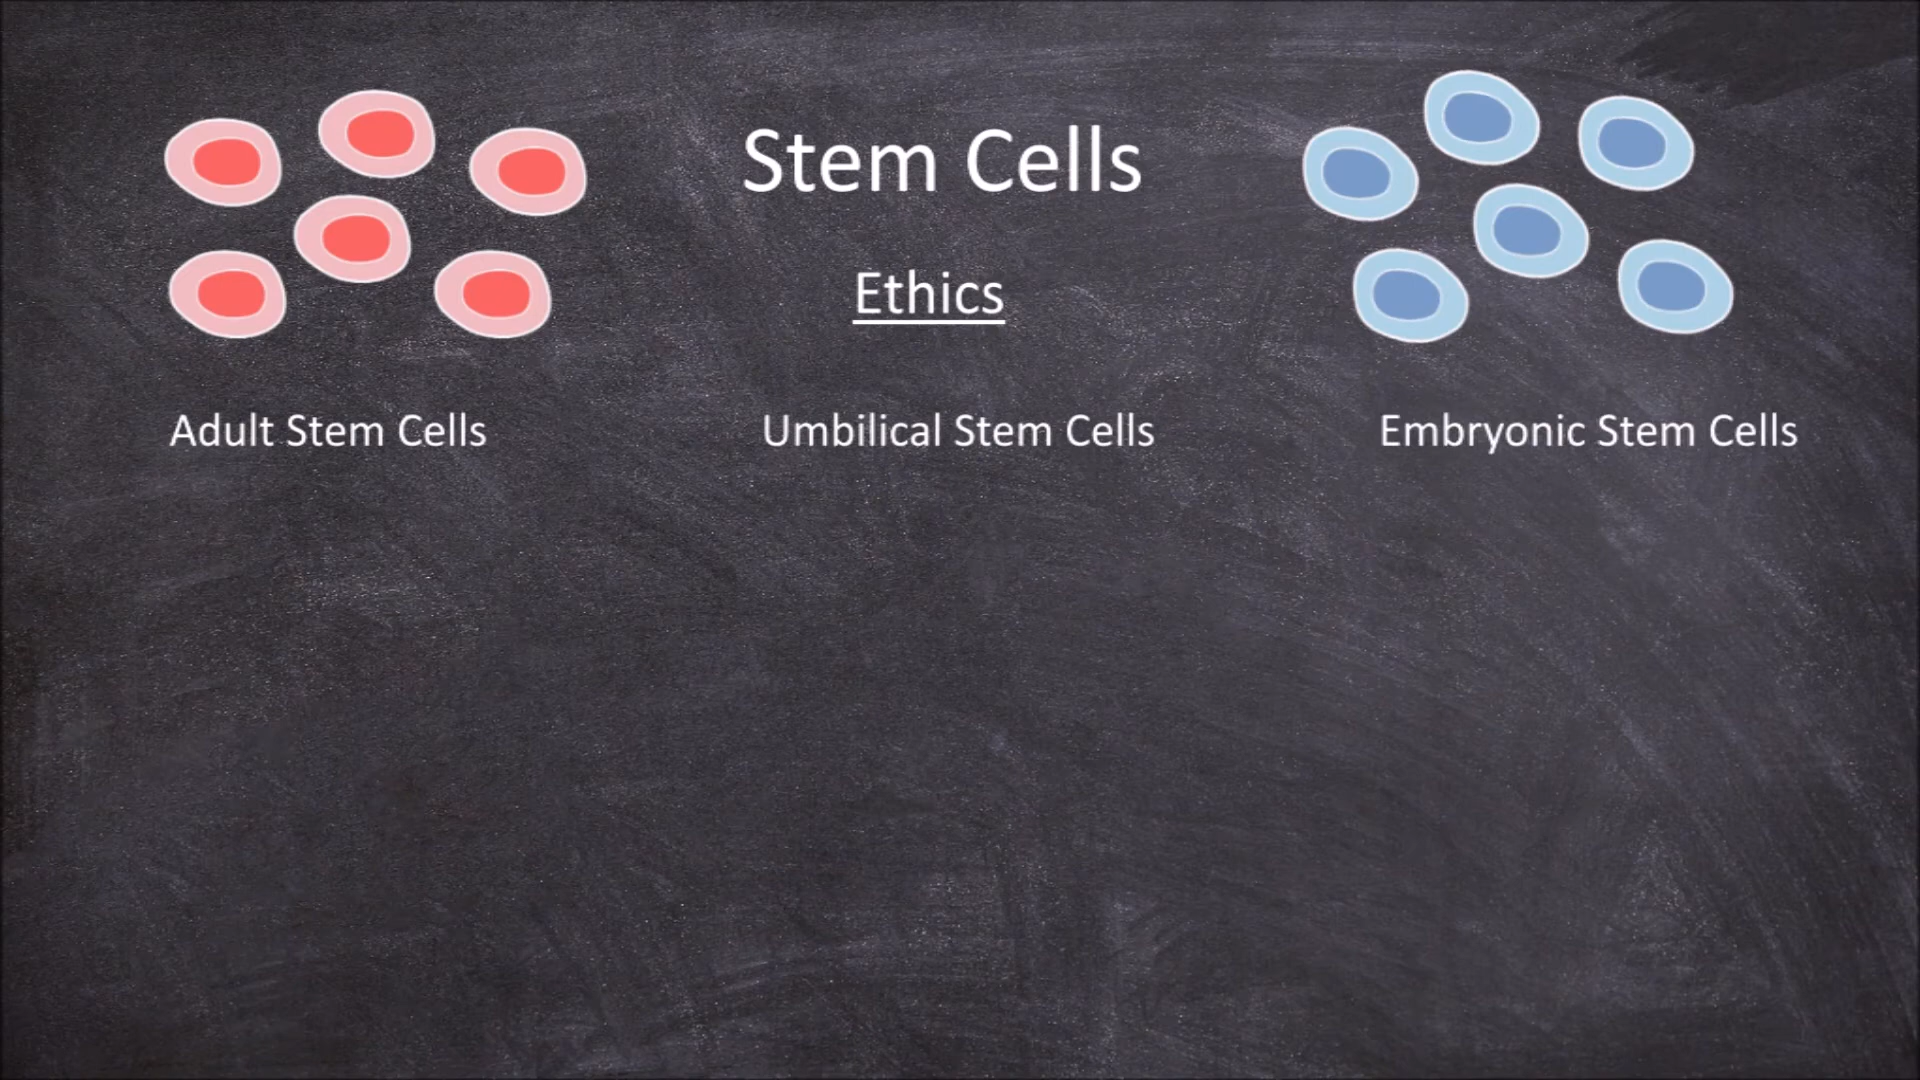 Stem Cells
Ethics
Adult Stem Cells
Umbilical Stem Cells
Embryonic Stem Cells